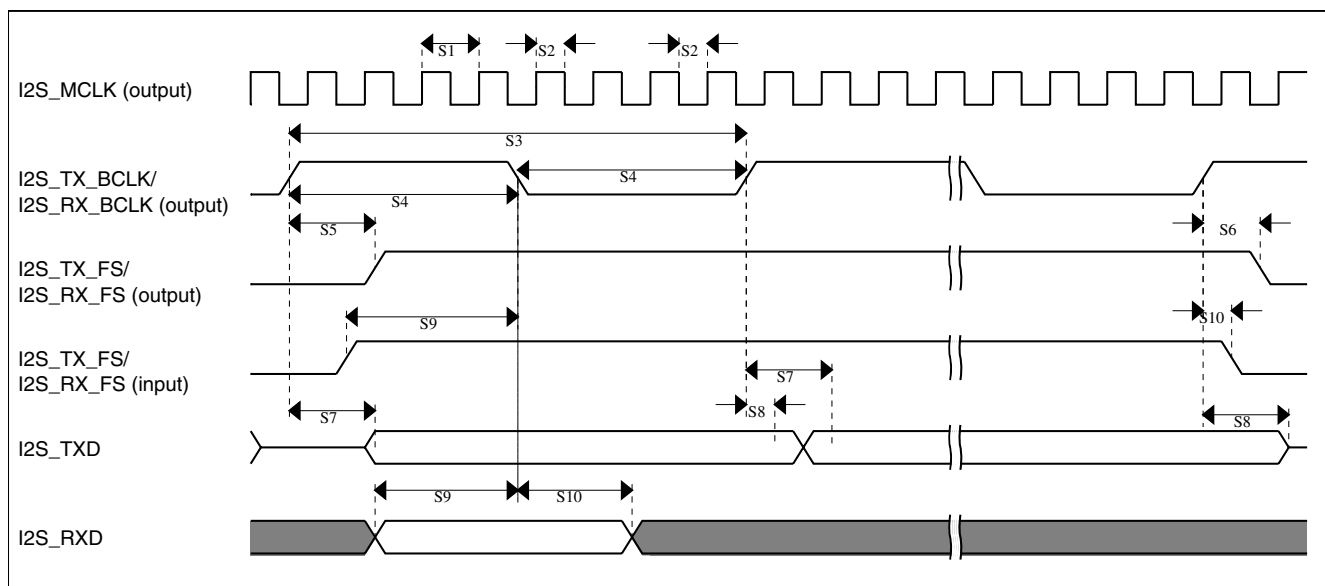 S1 S2 S2
I2S_MCLK (output)
S3
I2S_TX_BCLK/
I2S_RX_BCLK (output)
S4
S4
S5 S6
I2S_TX_FS/
I2S_RX_FS (output)
S9 S10
I2S_TX_FS/
I2S_RX_FS (input)
S7
S7 S8 S8
I2S_TXD
S9 S10
I2S_RXD